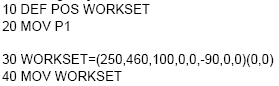 10 DEF POS WORKSET
20 MOV P1
30 WORKSET=(250,460,100,0,0,-90,0,0)(0,0)
40 MOV WORKSET